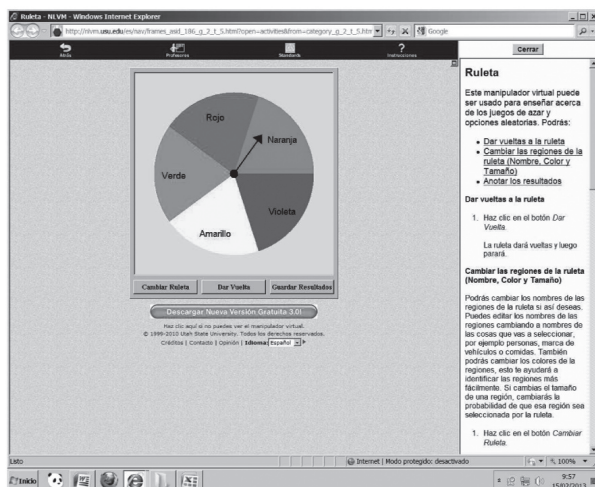 Ruleta - NLVM - Windows Internet Explorer
http://nlvm.usu.edu/es/nav/frames_asid_186_g_2_t_5.html?open=activities&from=category_g_2_t_5.html
Google
Atrás
Profesores
Standards
Instrucciones
Cerrar
Rojo
Naranja
Verde
Violeta
Amarillo
Cambiar Ruleta
Dar Vuelta
Guardar Resultados
Descargar Nueva Versión Gratuita 3.0!
Haz clic aquí si no puedes ver el manipulador virtual.
© 1999-2010 Utah State University. Todos los derechos reservados.
Créditos | Contacto | Opinión | Idioma: Español
Ruleta
Este manipulador virtual puede
ser usado para enseñar acerca
de los juegos de azar y
opciones aleatorias. Podrás:
Dar vueltas a la ruleta
Cambiar las regiones de la
ruleta (Nombre, Color y
Tamaño)
Anotar los resultados
Dar vueltas a la ruleta
1. Haz clic en el botón Dar
Vuelta.
La ruleta dará vueltas y luego
parará.
Cambiar las regiones de la ruleta
(Nombre, Color y Tamaño)
Podrás cambiar los nombres de las
regiones de la ruleta si así deseas.
Puedes editar los nombres de las
regiones cambiando a nombres de
las cosas que vas a seleccionar,
por ejemplo personas, marca de
vehículos o comidas. También
podrás cambiar los colores de las
regiones, esto te ayudará a
identificar las regiones más
fácilmente. Si cambias el tamaño
de una región, cambiarás la
probabilidad de que esa región sea
seleccionada por la ruleta.
1. Haz clic en el botón Cambiar
Ruleta.
Listo
Internet | Modo protegido: desactivado
100%
Inicio
9:57
15/02/2013